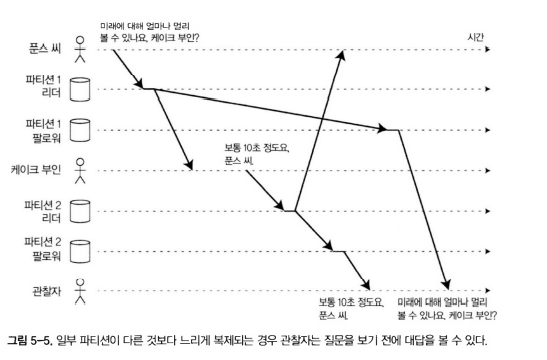 미래에 대해 얼마나 멀리
볼 수 있나요, 케이크 부인?
시간
푼스 씨
파티션 1
리더
파티션 1
팔로워
보통 10초 정도요,
푼스 씨.
케이크 부인
파티션 2
리더
파티션 2
팔로워
관찰자
보통 10초 정도요,
푼스 씨.
미래에 대해 얼마나 멀리
볼 수 있나요, 케이크 부인?
그림 5-5. 일부 파티션이 다른 것보다 느리게 복제되는 경우 관찰자는 질문을 보기 전에 대답을 볼 수 있다.